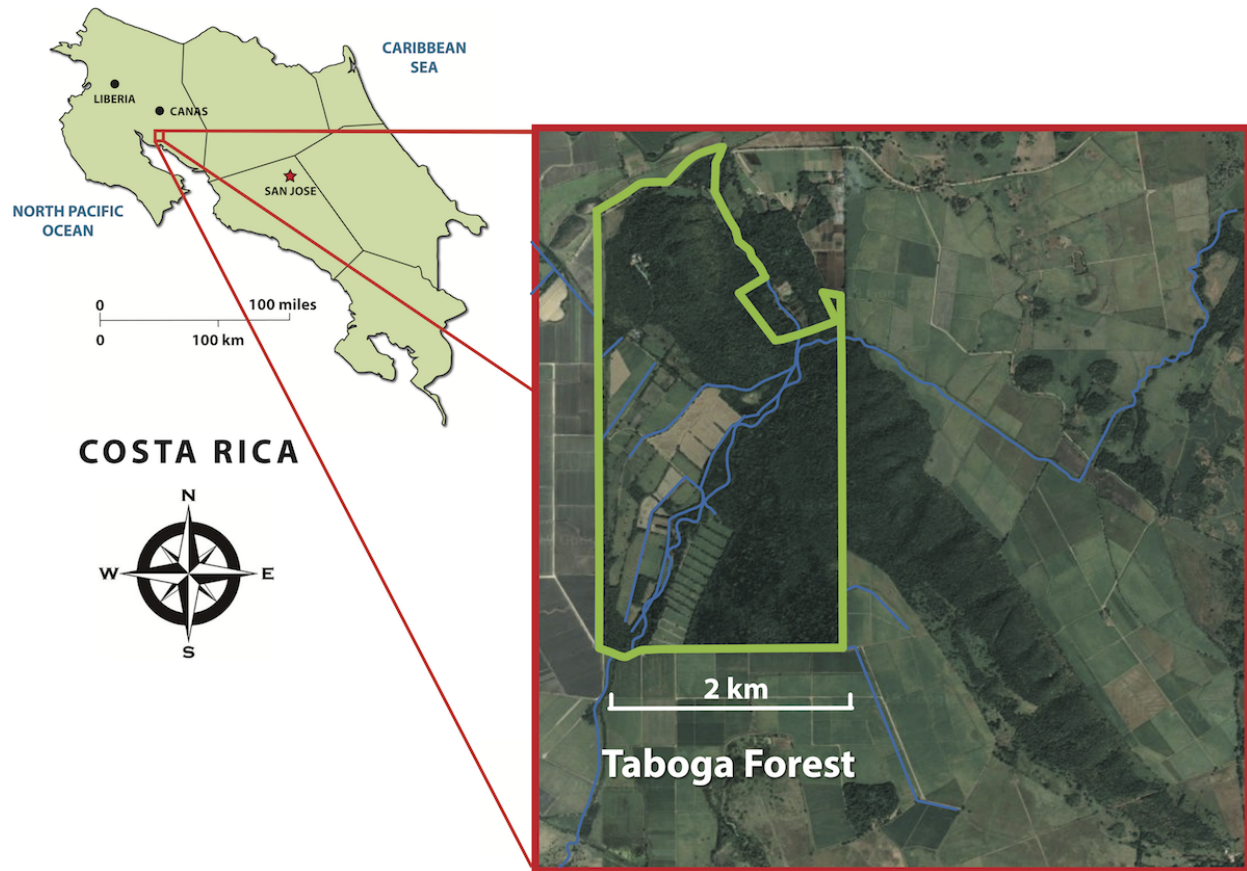 CARIBBEAN
SEA
LIBERIA
CANAS
SAN JOSE
NORTH PACIFIC
OCEAN
0
100 miles
0
100 km
COSTA RICA
N
W
E
S
2 km
Taboga Forest